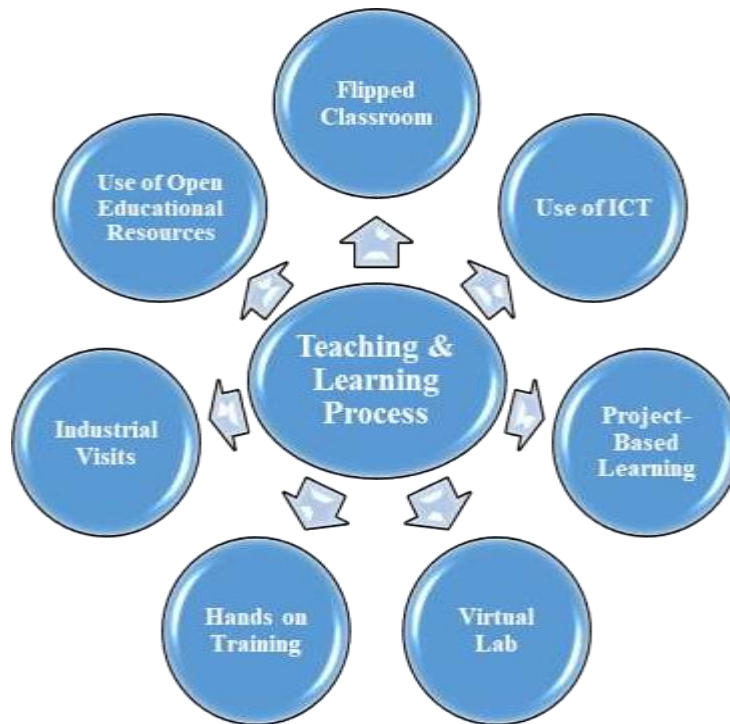 Flipped
Classroom
Use of ICT
Project-
Based
Learning
Virtual
Lab
Hands on
Training
Industrial
Visits
Use of Open
Educational
Resources
Teaching &
Learning
Process